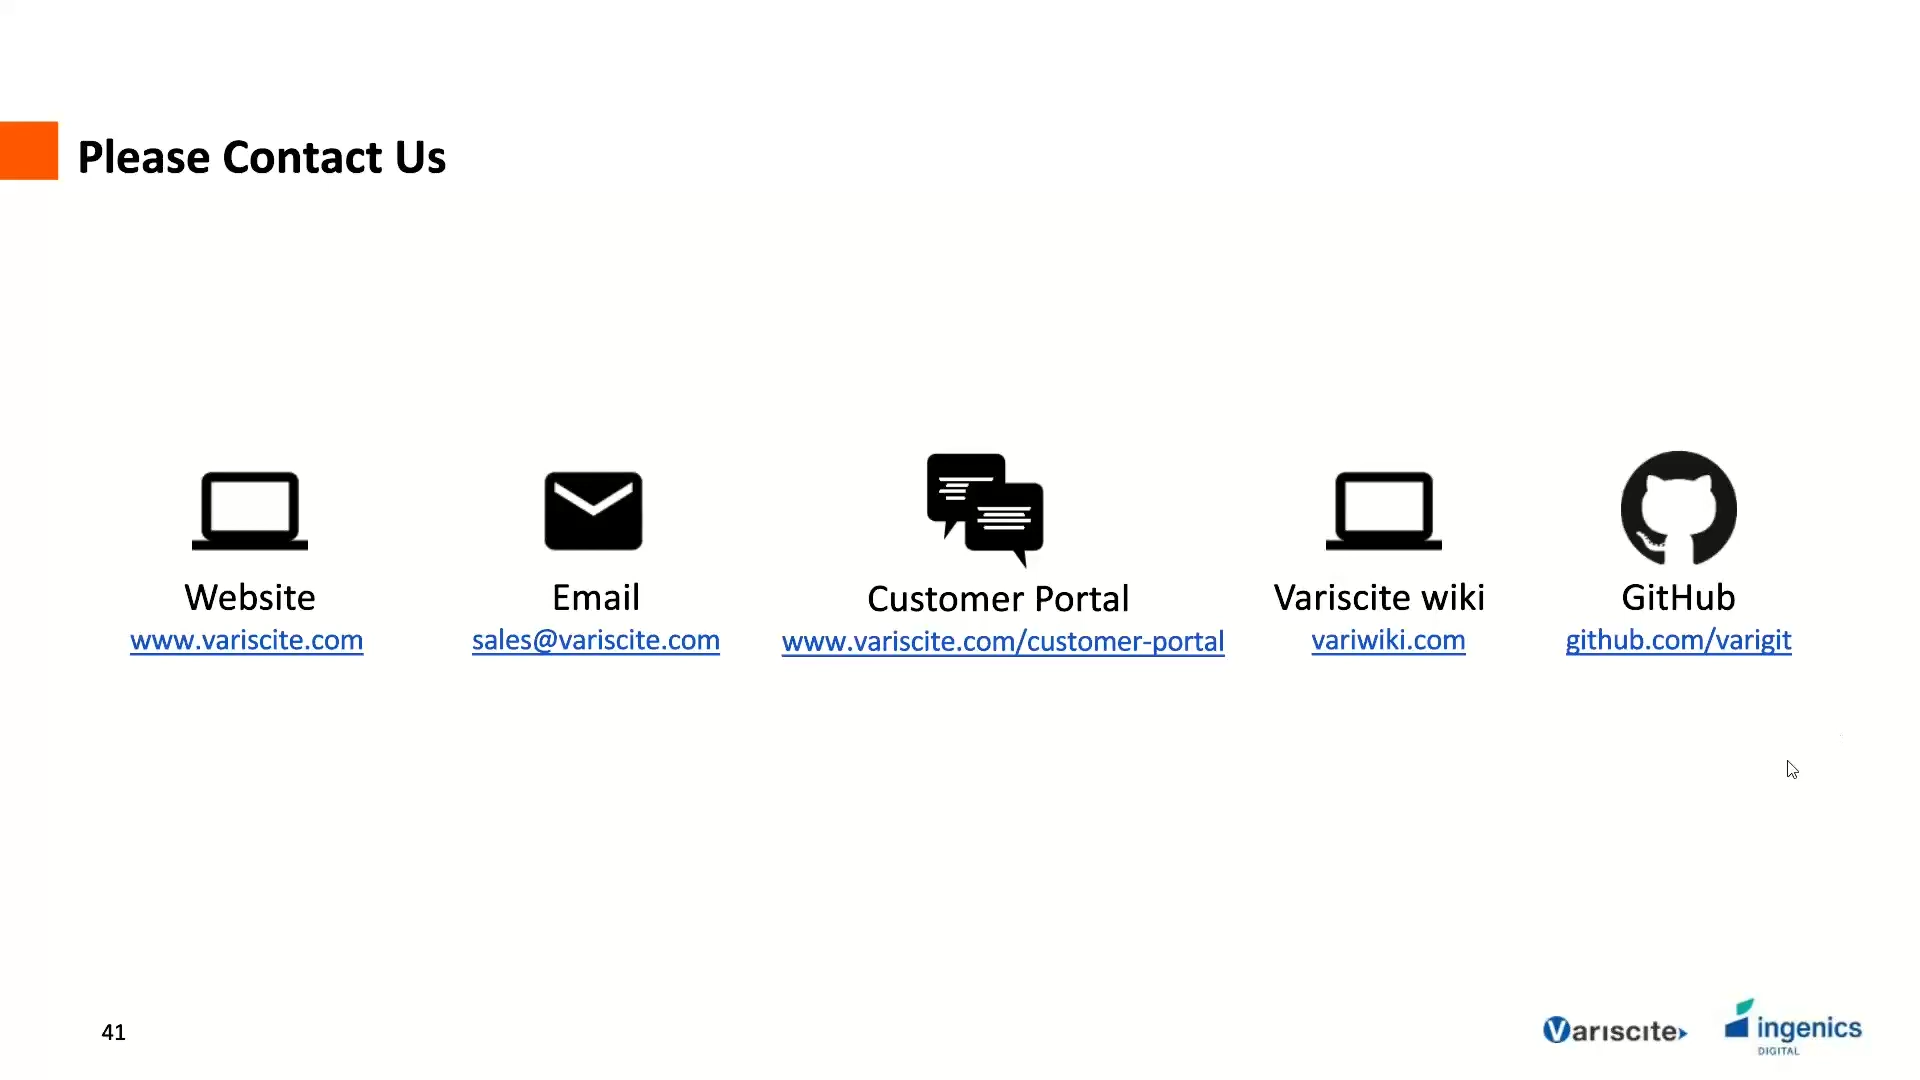 Please Contact Us
Website
www.variscite.com
Email
sales@variscite.com
Customer Portal
www.variscite.com/customer-portal
Variscite wiki
variwiki.com
GitHub
github.com/varigit
41
Variscite
ingenics
DIGITAL